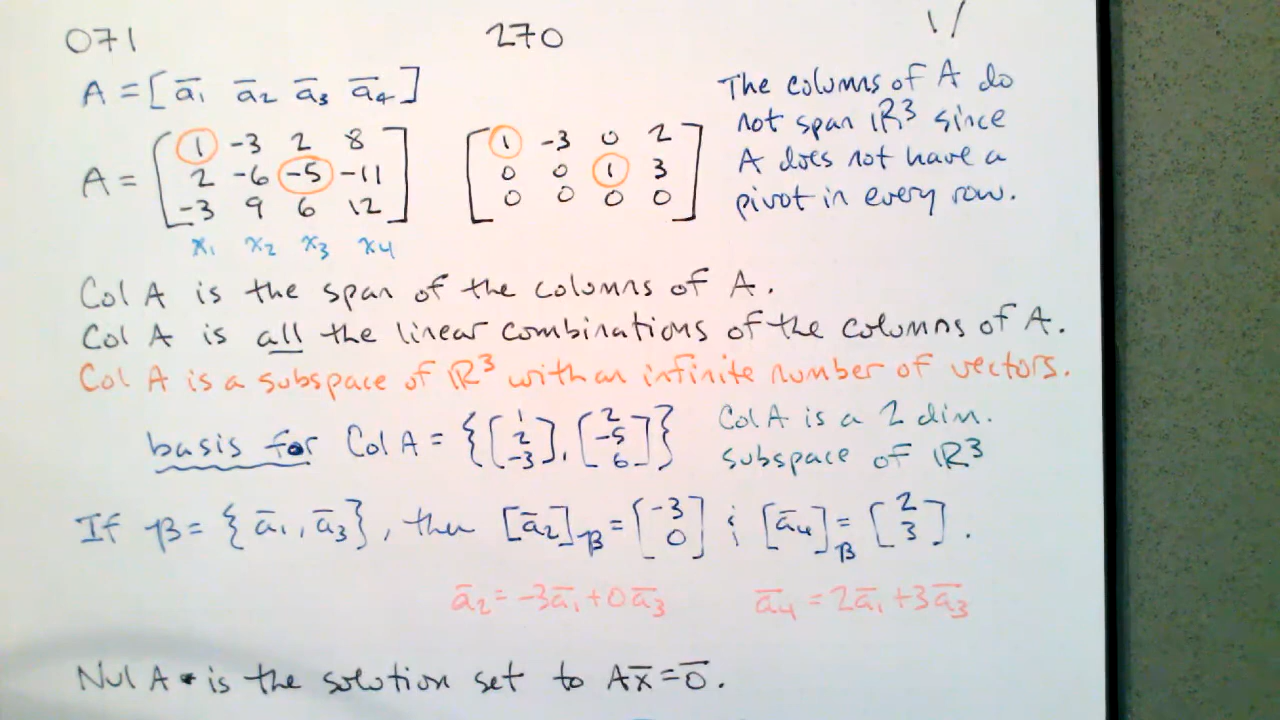 071 270 1/
A = [ā₁ ā₂ ā₃ ā₄]
A = [1 -3 2 8
2 -6 -5 -11
-3 9 6 12]
x₁ x₂ x₃ x₄
[1 -3 0 2
0 0 1 3
0 0 0 0]
The columns of A do
not span ℝ³ since
A does not have a
pivot in every row.
Col A is the span of the columns of A.
Col A is all the linear combinations of the columns of A.
Col A is a subspace of ℝ³ with an infinite number of vectors.
basis for Col A = {[1 2 -3], [2 -5 6]}
Col A is a 2 dim.
subspace of ℝ³
If β = {ā₁, ā₃}, then [ā₂]β = [-3 0] & [ā₄]β = [2 3].
ā₂ = -3ā₁ + 0ā₃ ā₄ = 2ā₁ + 3ā₃
Nul A is the solution set to Ax̄ = 0̄.